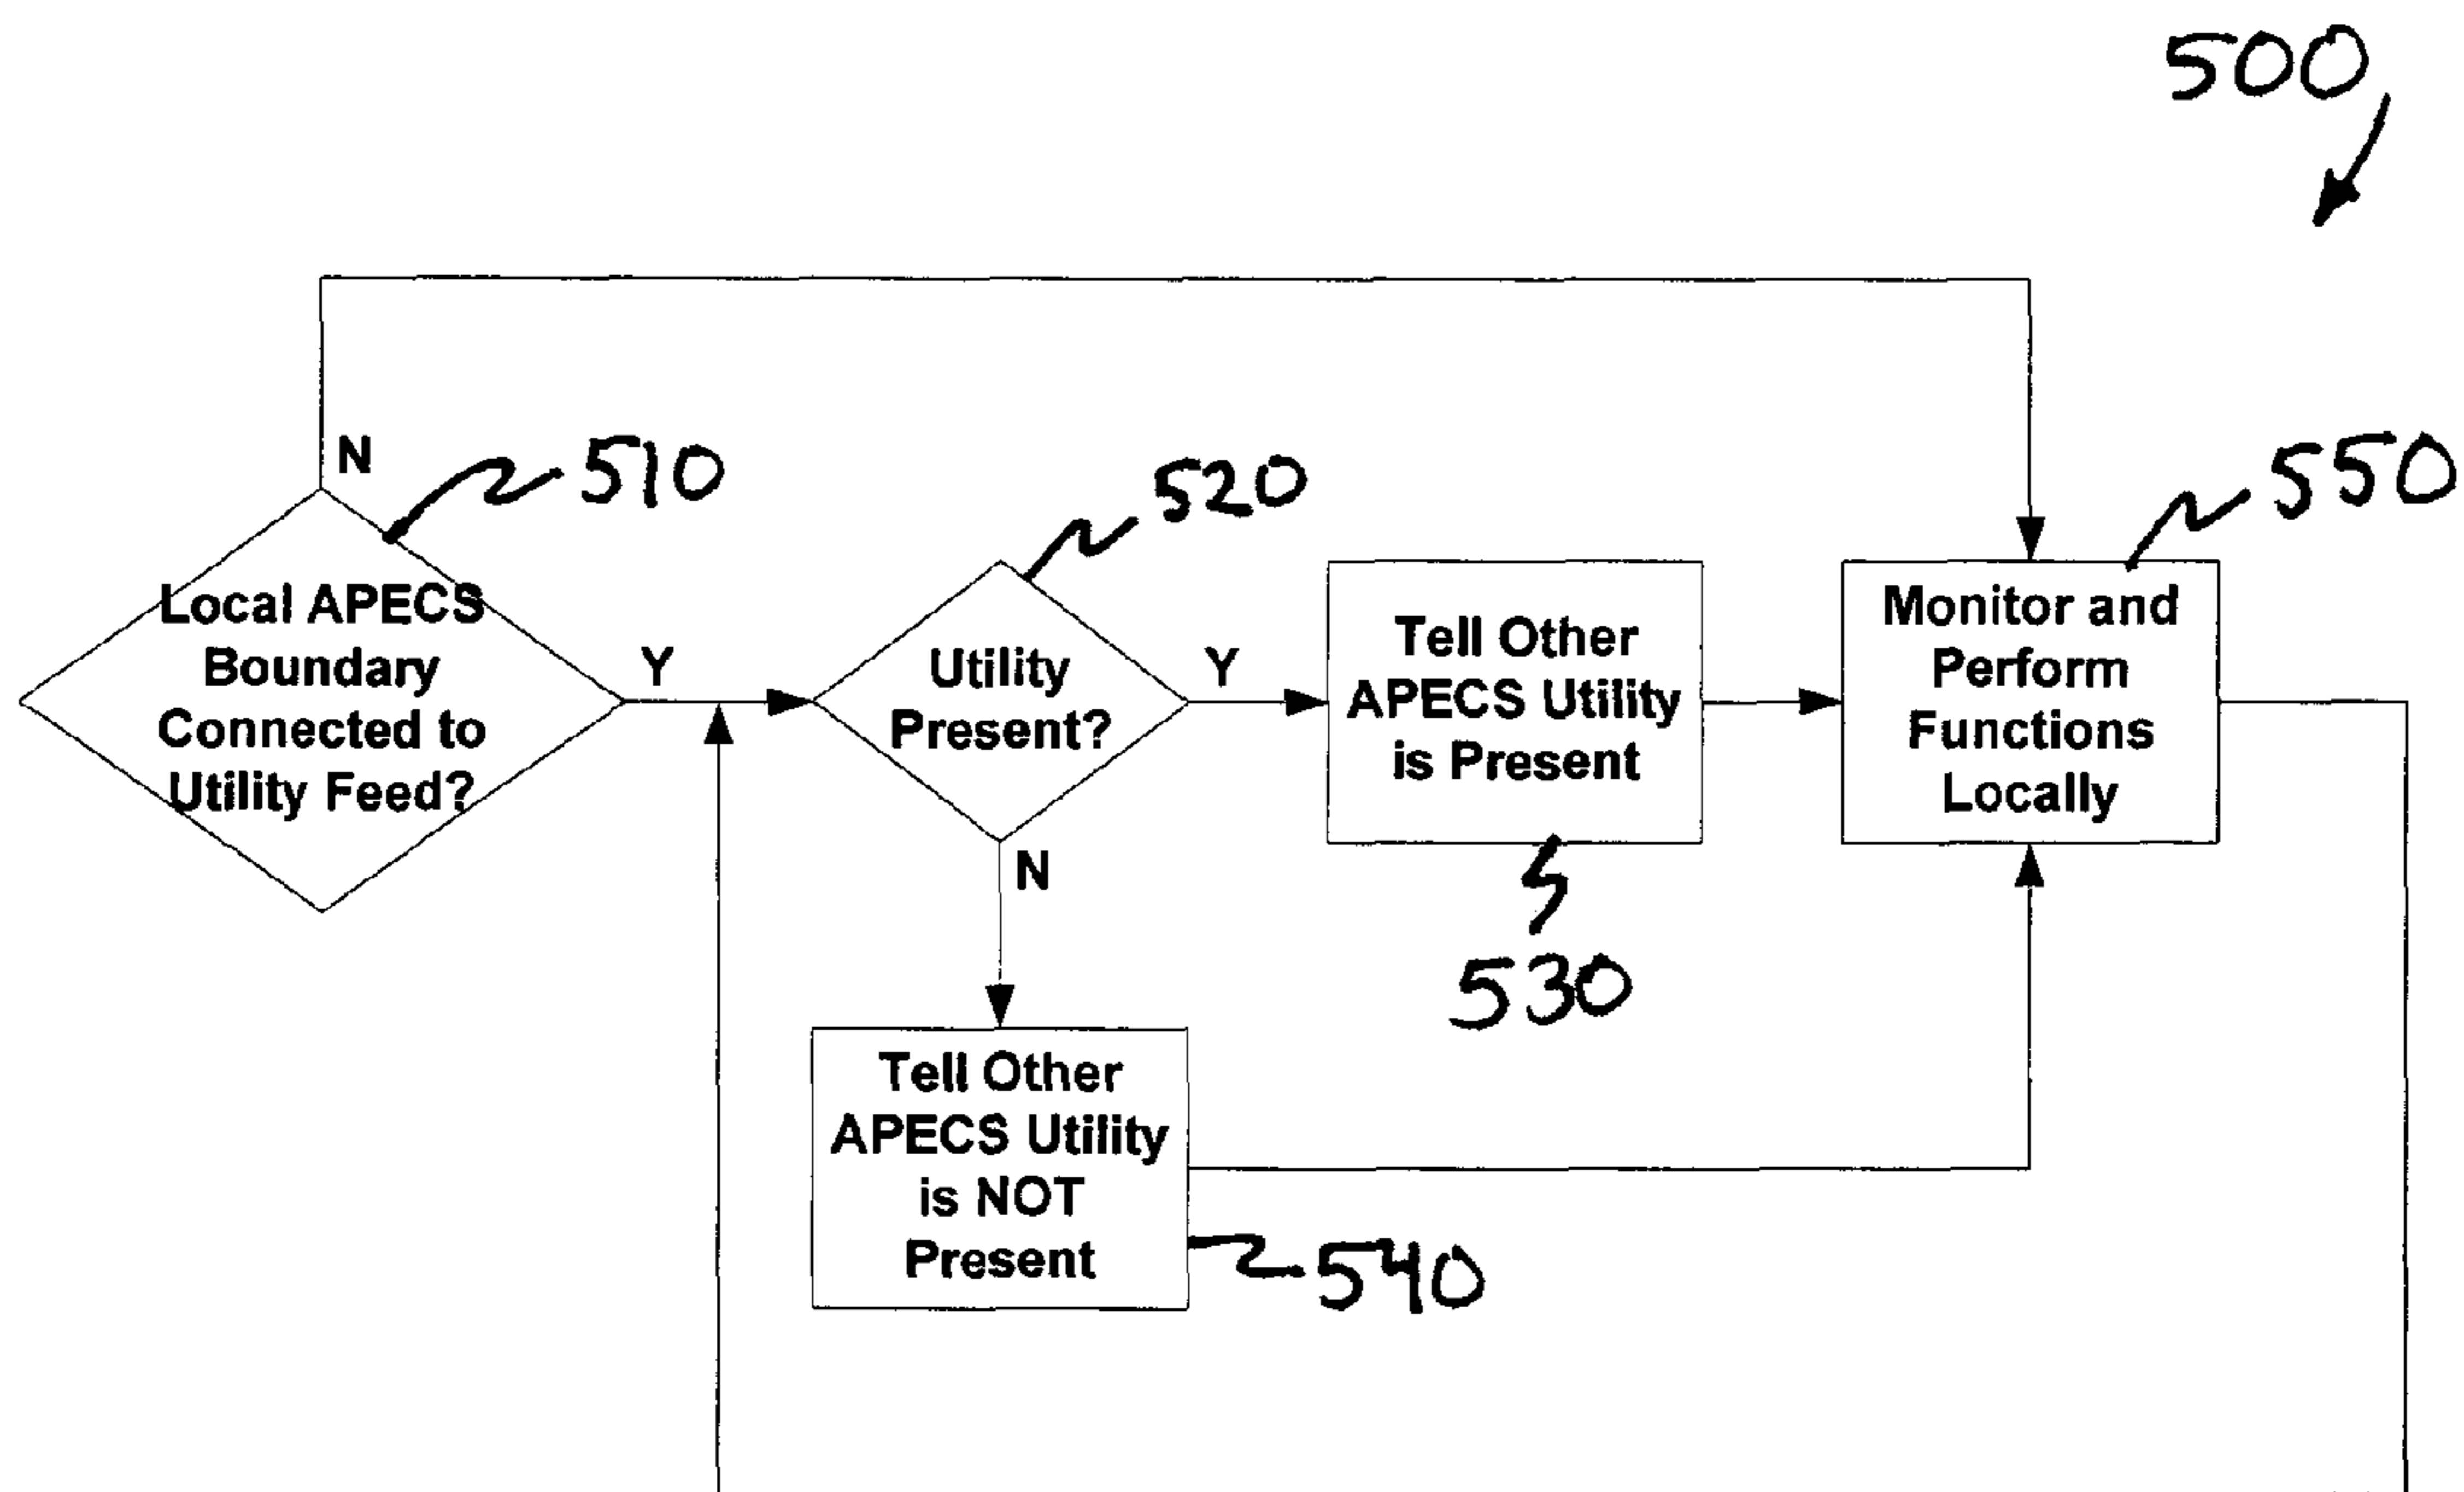 500
N
510
520
550
Local APECS
Boundary
Connected to
Utility Feed?
Y
Utility
Present?
Y
Tell Other
APECS Utility
is Present
Monitor and
Perform
Functions
Locally
N
530
Tell Other
APECS Utility
is NOT
Present
540